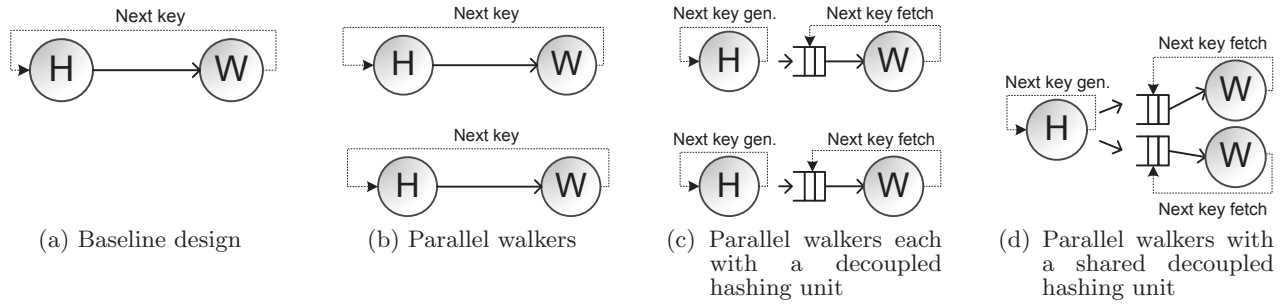 Next key
H
W
(a) Baseline design
Next key
H
W
Next key
H
W
(b) Parallel walkers
Next key gen.
Next key fetch
H
W
Next key gen.
Next key fetch
H
W
(c) Parallel walkers each
with a decoupled
hashing unit
Next key fetch
Next key gen.
W
H
W
Next key fetch
(d) Parallel walkers with
a shared decoupled
hashing unit